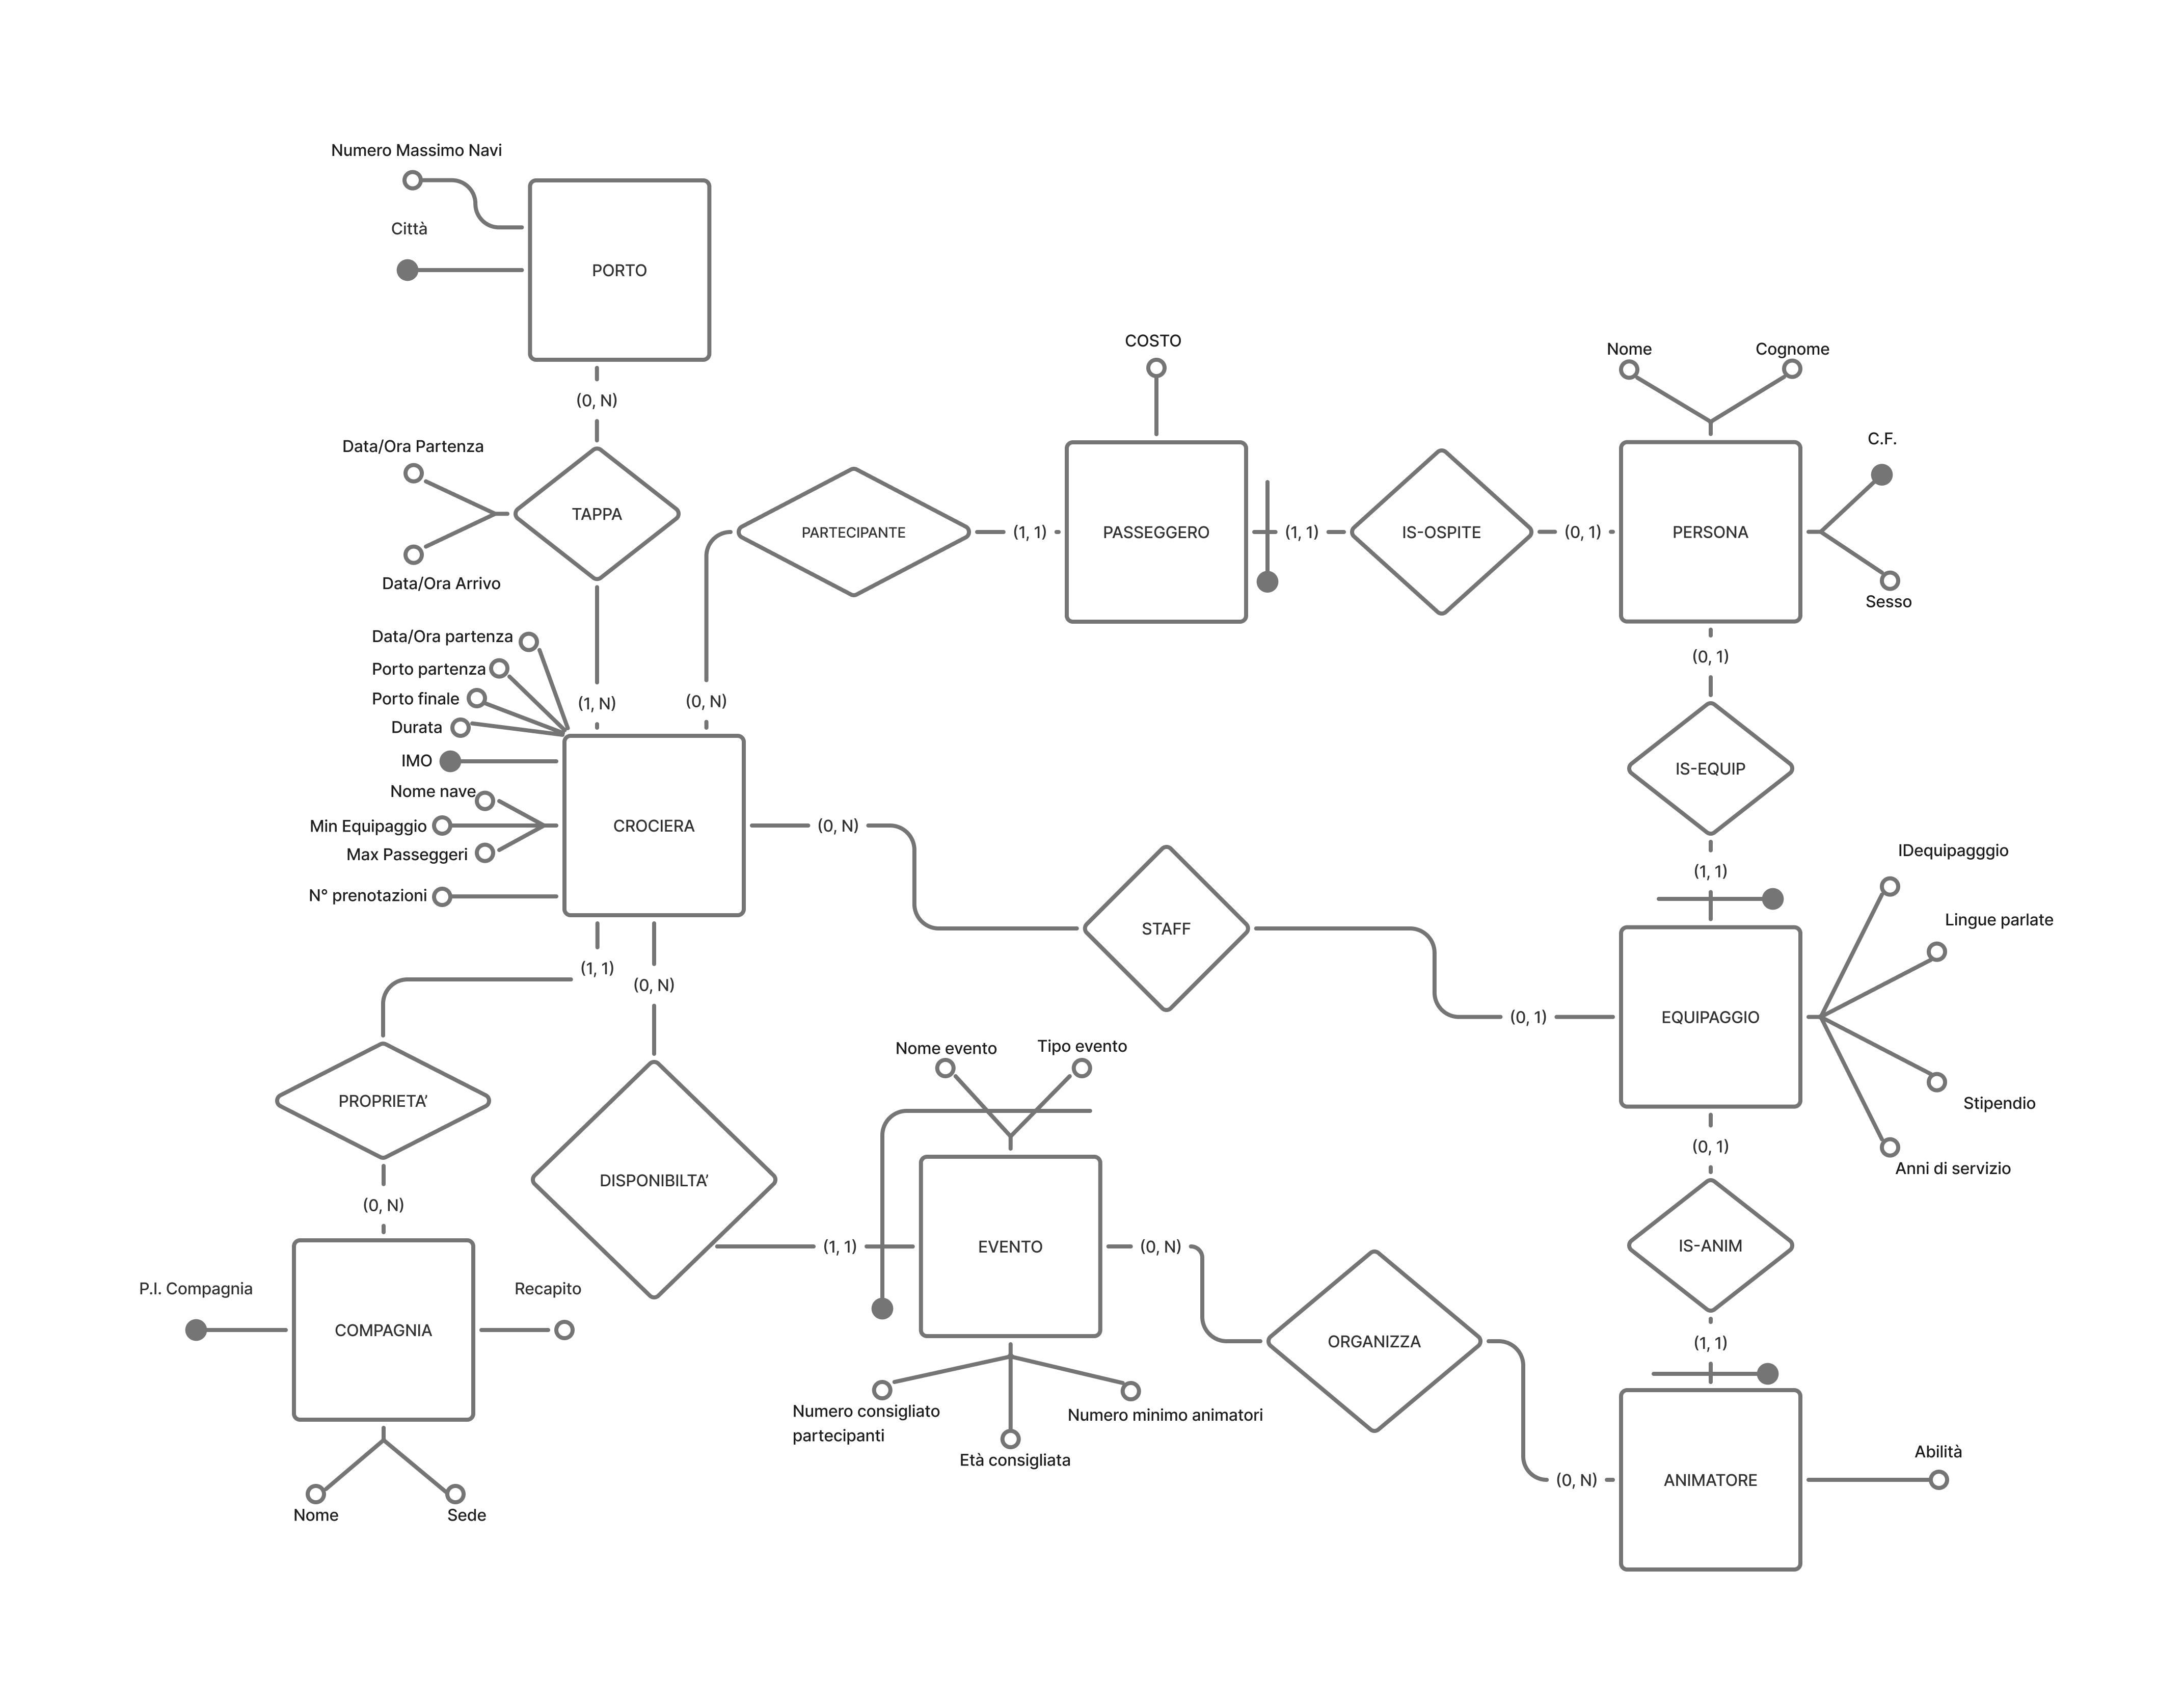 Numero Massimo Navi
Città
PORTO
(0, N)
Data/Ora Partenza
TAPPA
Data/Ora Arrivo
COSTO
Nome
Cognome
C.F.
PARTECIPANTE
(1, 1)
PASSEGGERO
(1, 1)
IS-OSPITE
(0, 1)
PERSONA
Sesso
Data/Ora partenza
Porto partenza
Porto finale
Durata
IMO
Nome nave
Min Equipaggio
Max Passeggeri
N° prenotazioni
(1, N)
(0, N)
CROCIERA
(0, N)
(0, 1)
IS-EQUIP
(1, 1)
IDequipagggio
Lingue parlate
STAFF
(0, 1)
EQUIPAGGIO
Stipendio
Anni di servizio
(1, 1)
(0, N)
PROPRIETA’
DISPONIBILTA’
Nome evento
Tipo evento
(0, N)
(1, 1)
EVENTO
(0, N)
(0, 1)
IS-ANIM
(1, 1)
P.I. Compagnia
COMPAGNIA
Recapito
Nome
Sede
Numero consigliato
partecipanti
Età consigliata
Numero minimo animatori
ORGANIZZA
(0, N)
ANIMATORE
Abilità